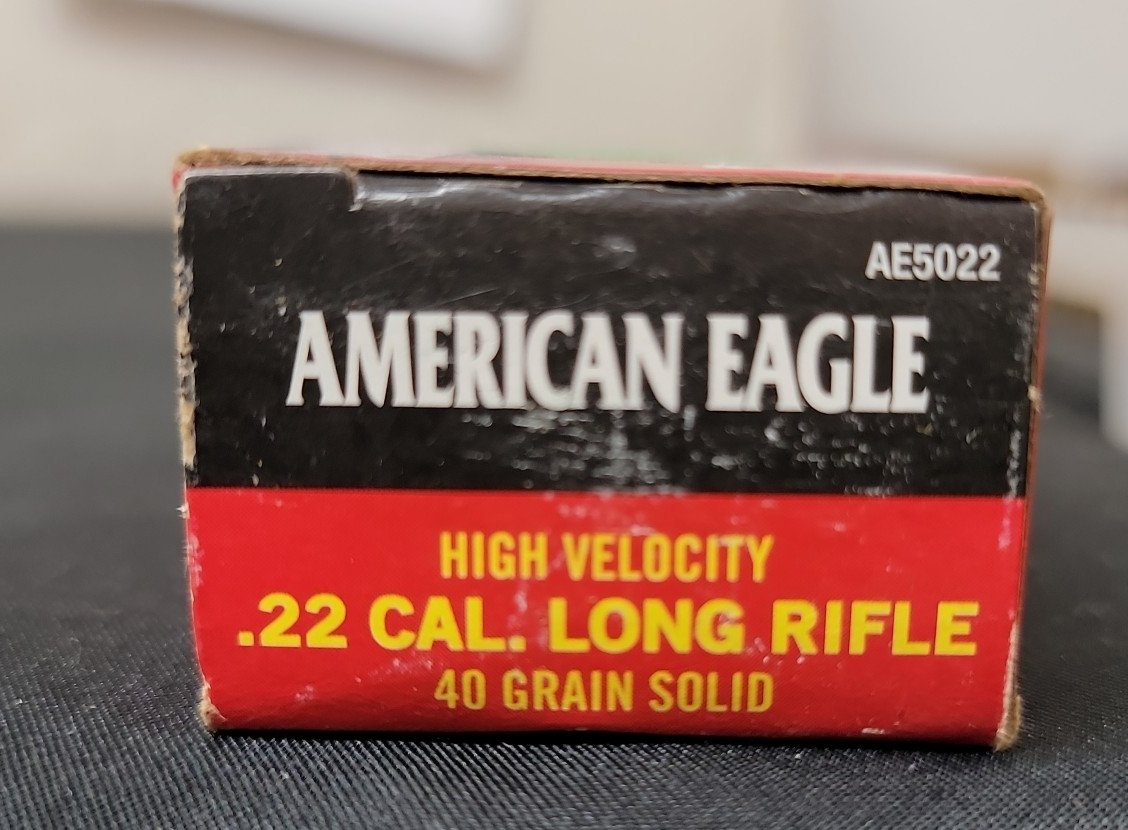 AE5022
AMERICAN EAGLE
HIGH VELOCITY
.22 CAL. LONG RIFLE
40 GRAIN SOLID